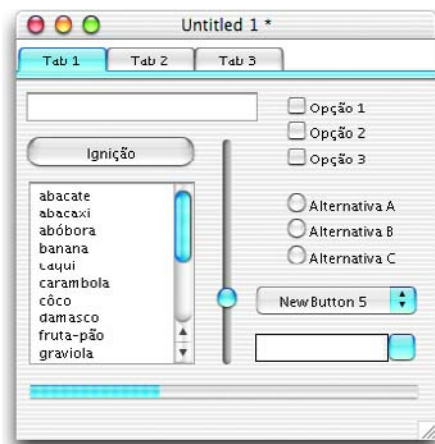 Untitled 1 *
Tab 1 Tab 2 Tab 3
Opção 1
Opção 2
Opção 3
Ignição
abacate
abacaxi
abóbora
banana
caqui
carambola
côco
damasco
fruta-pão
graviola
Alternativa A
Alternativa B
Alternativa C
New Button 5